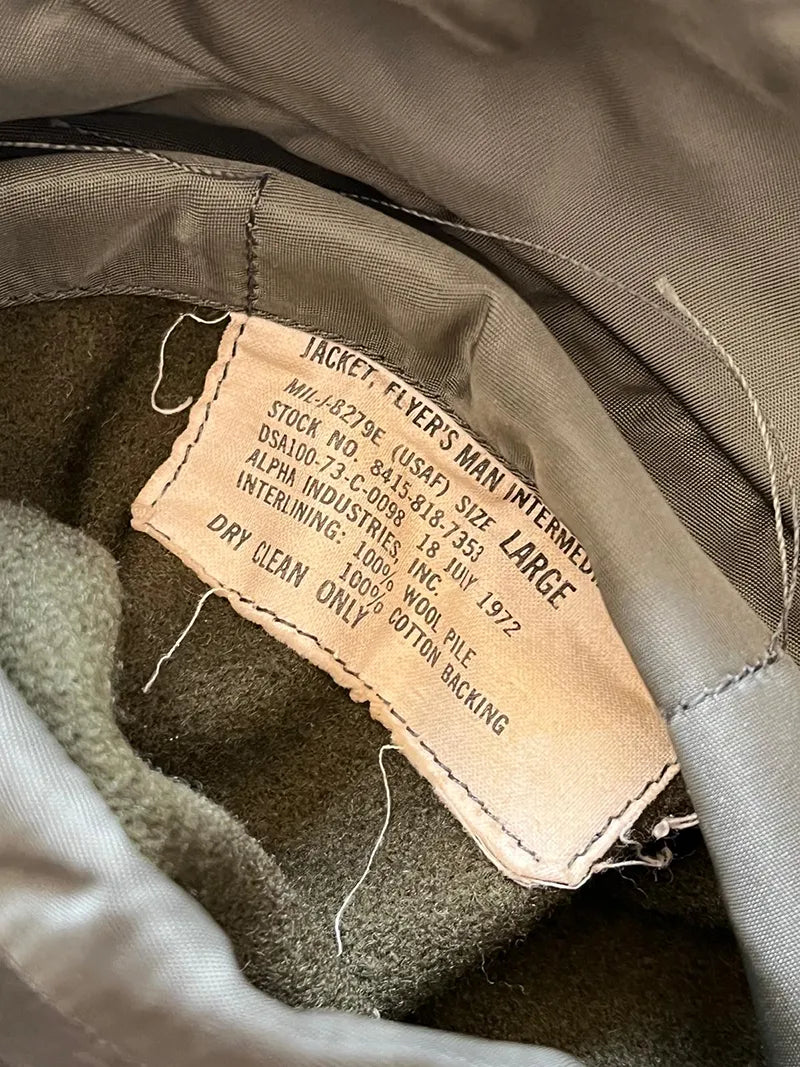 JACKET, FLYER'S MAN INTERMEDI
MIL-J-8279E (USAF) SIZE LARGE
STOCK NO. 8415-818-7353
DSA100-73-C-0098 18 JULY 1972
ALPHA INDUSTRIES, INC.
INTERLINING: 100% WOOL PILE
100% COTTON BACKING
DRY CLEAN ONLY